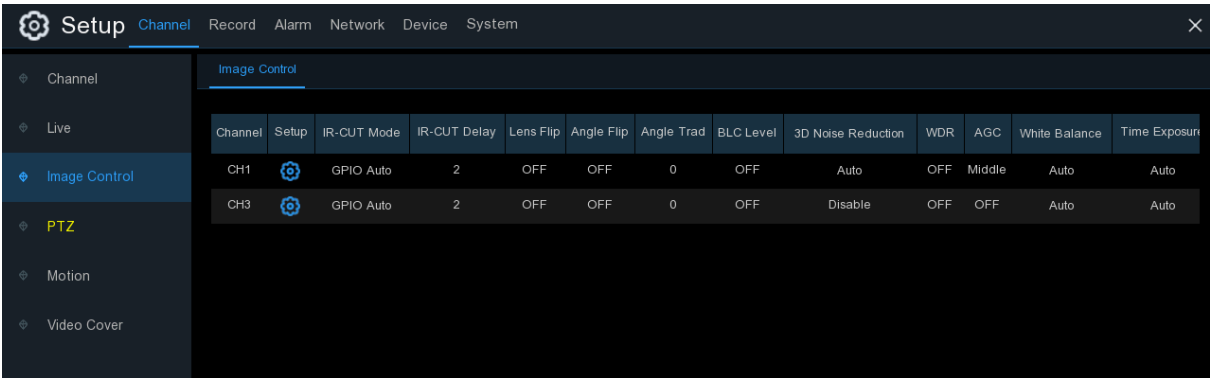 Setup Channel Record Alarm Network Device System
Channel
Live
Image Control
PTZ
Motion
Video Cover
Image Control
Channel Setup IR-CUT Mode IR-CUT Delay Lens Flip Angle Flip Angle Trad BLC Level 3D Noise Reduction WDR AGC White Balance Time Exposure
CH1 GPIO Auto 2 OFF OFF 0 OFF Auto OFF Middle Auto Auto
CH3 GPIO Auto 2 OFF OFF 0 OFF Disable OFF OFF Auto Auto